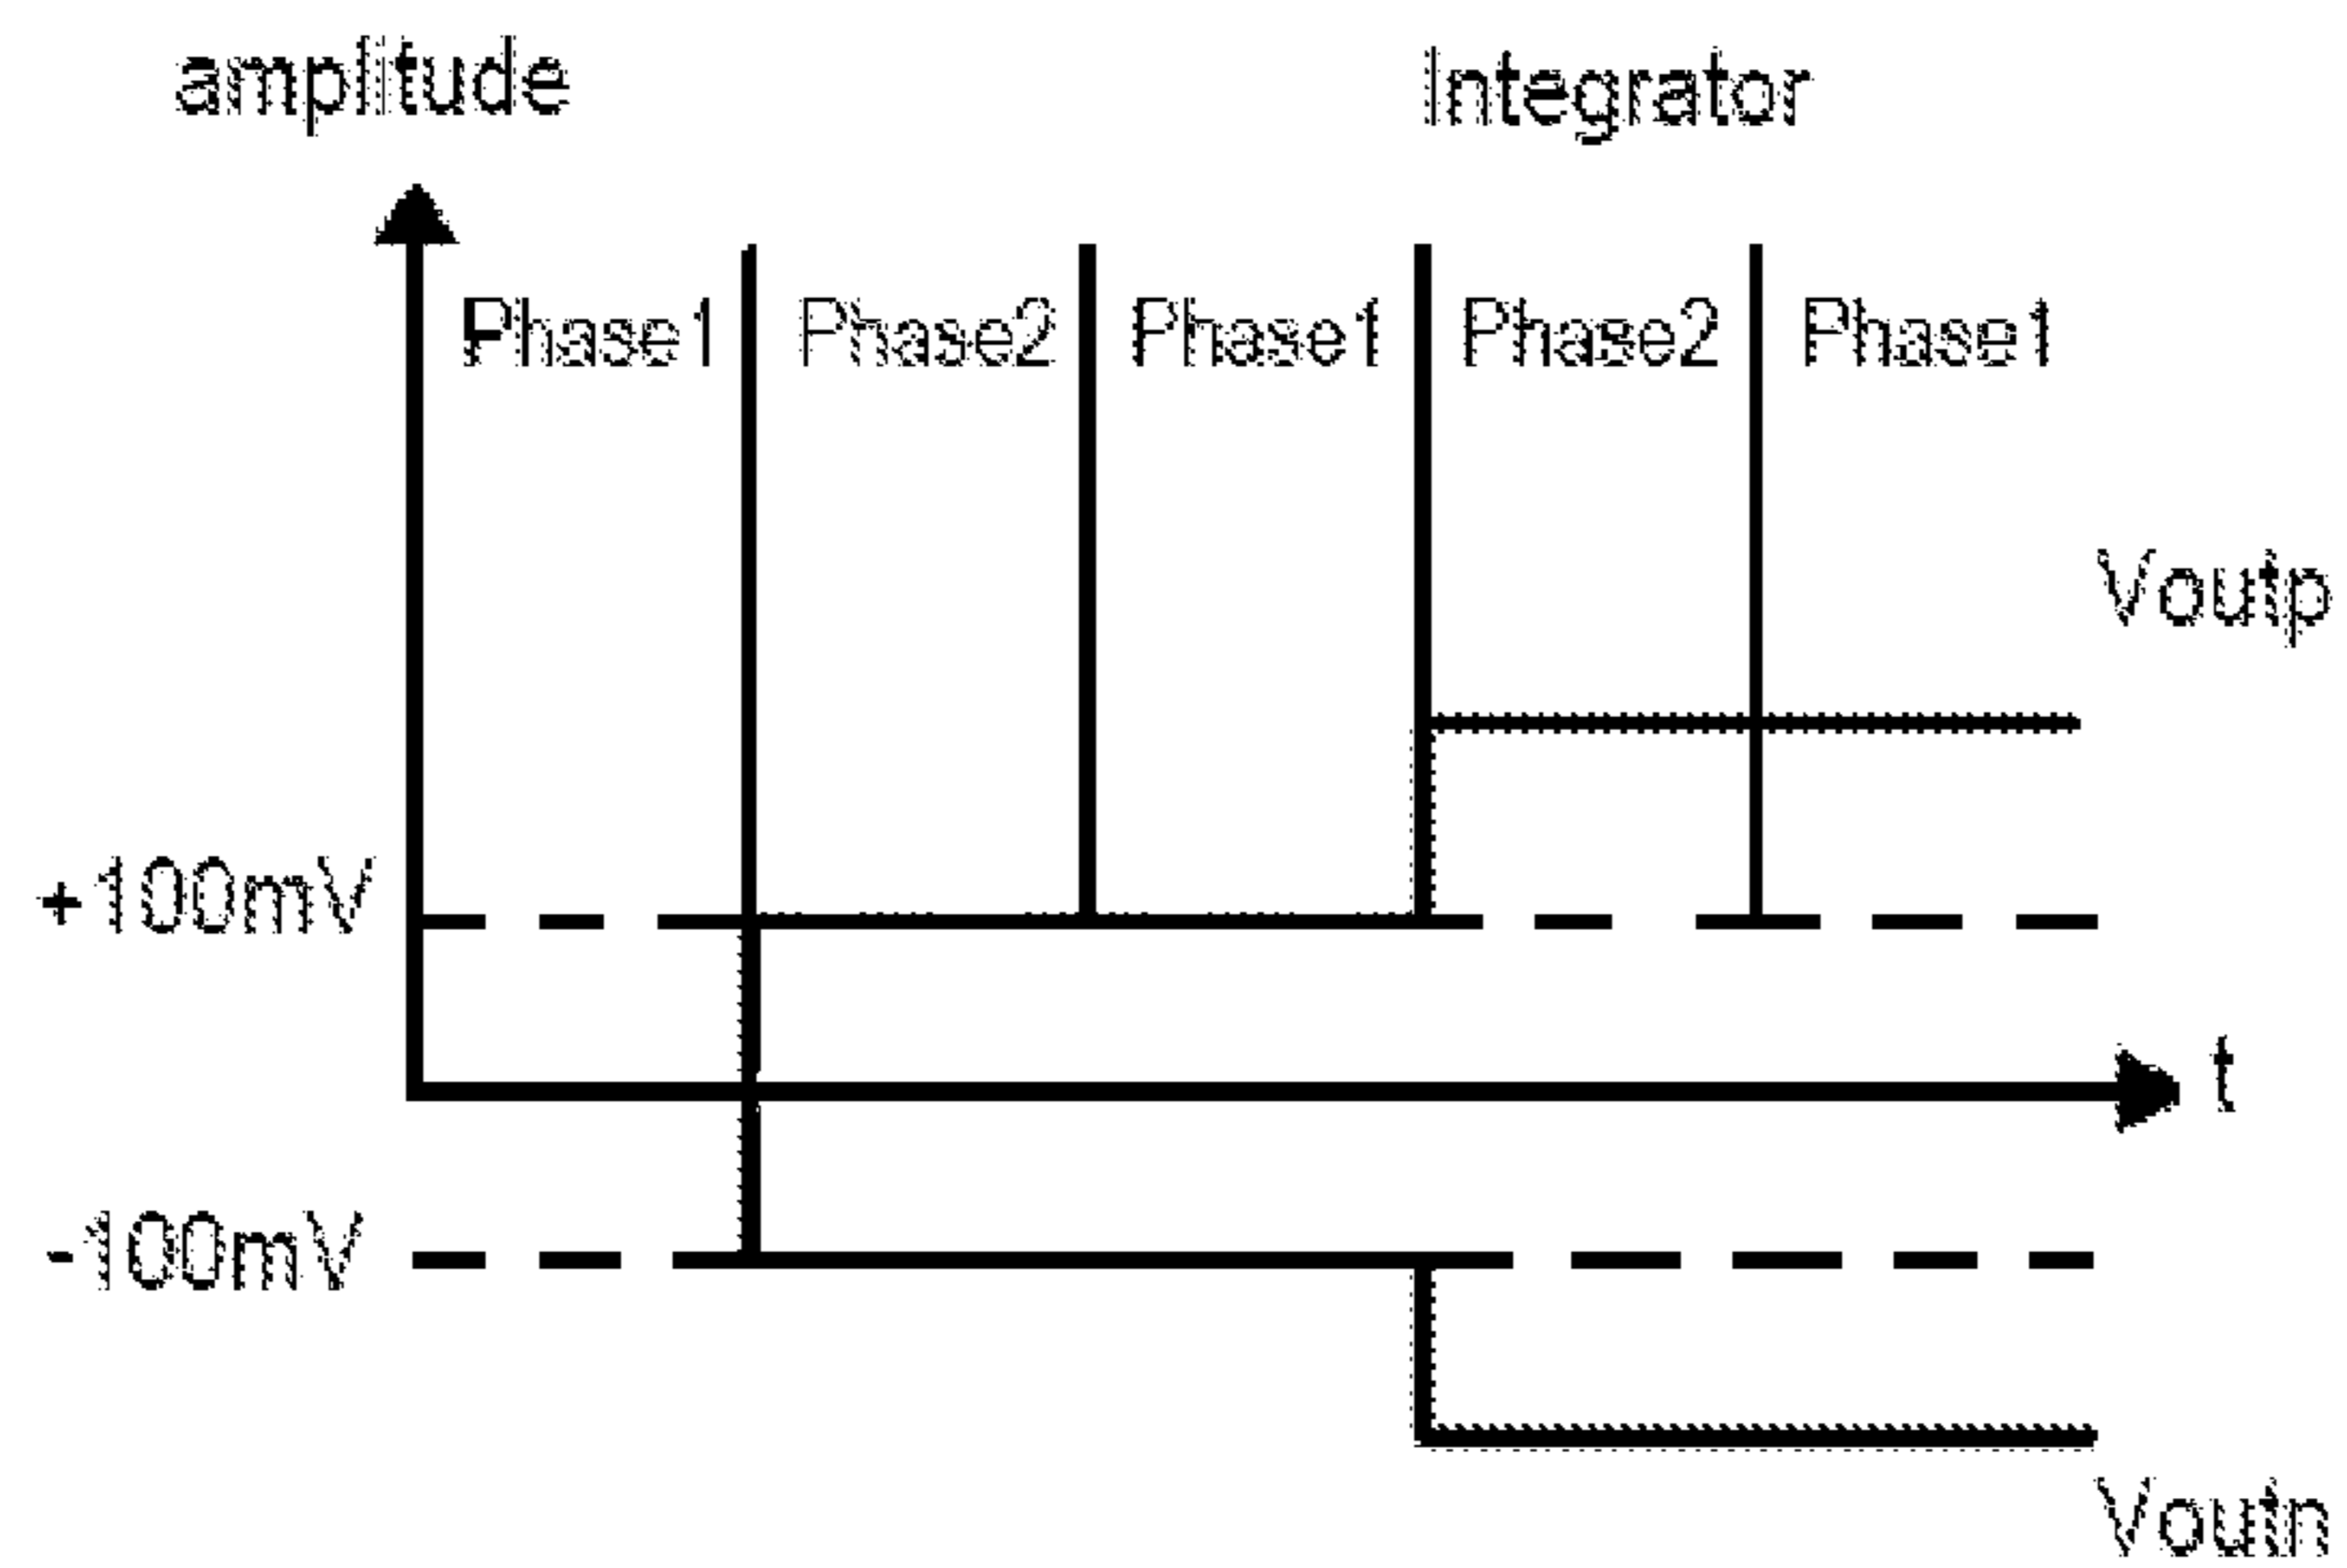 amplitude
Integrator
Phase1 Phase2 Phase1 Phase2 Phase1
Voutp
+100mV
t
-100mV
Voutn